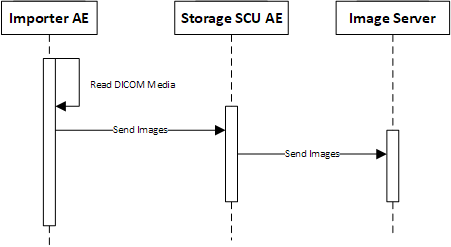 Importer AE
Storage SCU AE
Image Server
Read DICOM Media
Send Images
Send Images